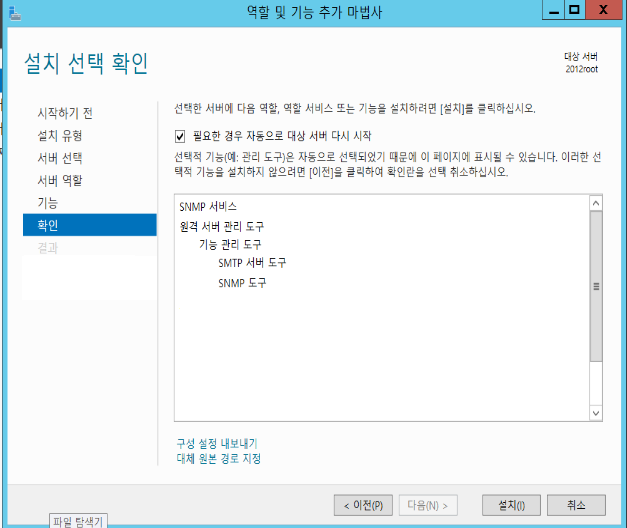 역할 및 기능 추가 마법사
설치 선택 확인
대상 서버
2012root
시작하기 전
설치 유형
서버 선택
서버 역할
기능
확인
결과
선택한 서버에 다음 역할, 역할 서비스 또는 기능을 설치하려면 [설치]를 클릭하십시오.
필요한 경우 자동으로 대상 서버 다시 시작
선택적 기능(예: 관리 도구)은 자동으로 선택되었기 때문에 이 페이지에 표시될 수 있습니다. 이러한 선
택적 기능을 설치하지 않으려면 [이전]을 클릭하여 확인란을 선택 취소하십시오.
SNMP 서비스
원격 서버 관리 도구
기능 관리 도구
SMTP 서버 도구
SNMP 도구
구성 설정 내보내기
대체 원본 경로 지정
< 이전(P)
다음(N) >
설치(I)
취소
파일 탐색기